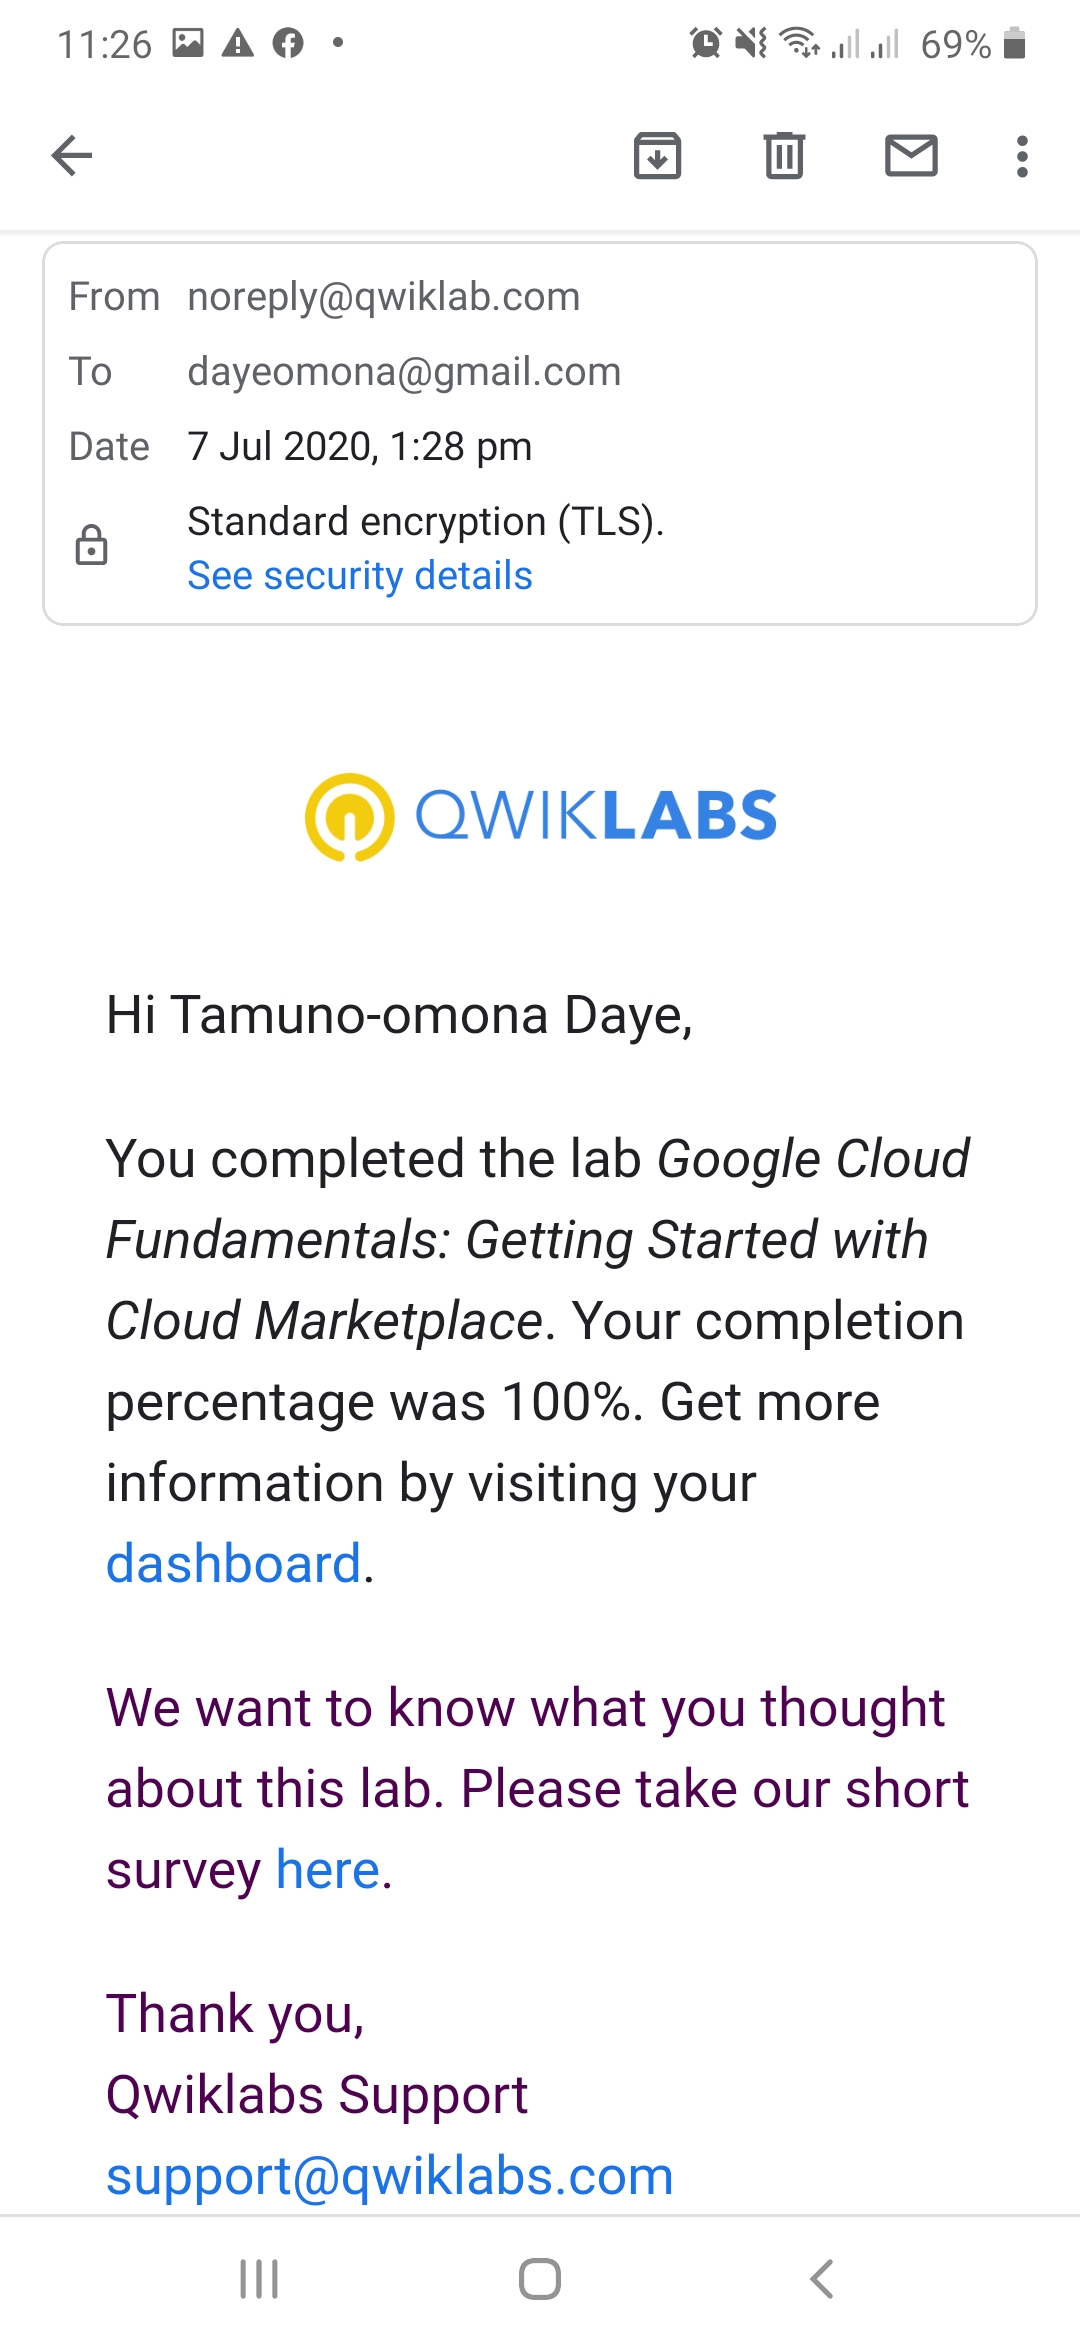 11:26
69%
From noreply@qwiklab.com
To dayeomona@gmail.com
Date 7 Jul 2020, 1:28 pm
Standard encryption (TLS).
See security details
QWIKLABS
Hi Tamuno-omona Daye,
You completed the lab Google Cloud
Fundamentals: Getting Started with
Cloud Marketplace. Your completion
percentage was 100%. Get more
information by visiting your
dashboard.
We want to know what you thought
about this lab. Please take our short
survey here.
Thank you,
Qwiklabs Support
support@qwiklabs.com